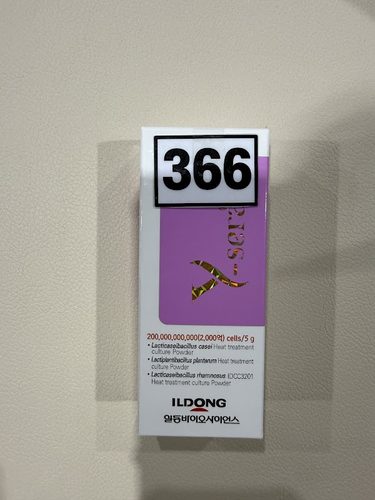 366
200,000,000,000(2,000억) cells/5 g
• Lacticaseibacillus casei Heat treatment
culture Powder
• Lactiplantibacillus plantarum Heat treatment
culture Powder
• Lacticaseibacillus rhamnosus IDCC3201
Heat treatment culture Powder
ILDONG
일동바이오사이언스